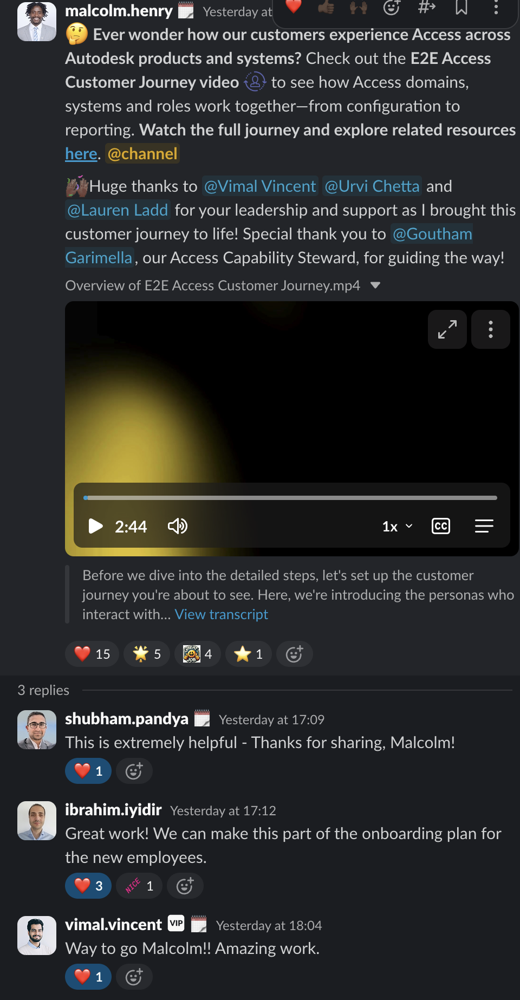 malcolm.henry Yesterday at
🤔 Ever wonder how our customers experience Access across
Autodesk products and systems? Check out the E2E Access
Customer Journey video to see how Access domains,
systems and roles work together—from configuration to
reporting. Watch the full journey and explore related resources
here. @channel
Huge thanks to @Vimal Vincent @Urvi Chetta and
@Lauren Ladd for your leadership and support as I brought this
customer journey to life! Special thank you to @Goutham
Garimella, our Access Capability Steward, for guiding the way!
Overview of E2E Access Customer Journey.mp4
2:44 1x CC
Before we dive into the detailed steps, let's set up the customer
journey you're about to see. Here, we're introducing the personas who
interact with... View transcript
❤️ 15 🌟 5 GREAT JOB 4 ⭐ 1
3 replies
shubham.pandya Yesterday at 17:09
This is extremely helpful - Thanks for sharing, Malcolm!
❤️ 1
ibrahim.iyidir Yesterday at 17:12
Great work! We can make this part of the onboarding plan for
the new employees.
❤️ 3 NICE 1
vimal.vincent VIP Yesterday at 18:04
Way to go Malcolm!! Amazing work.
❤️ 1